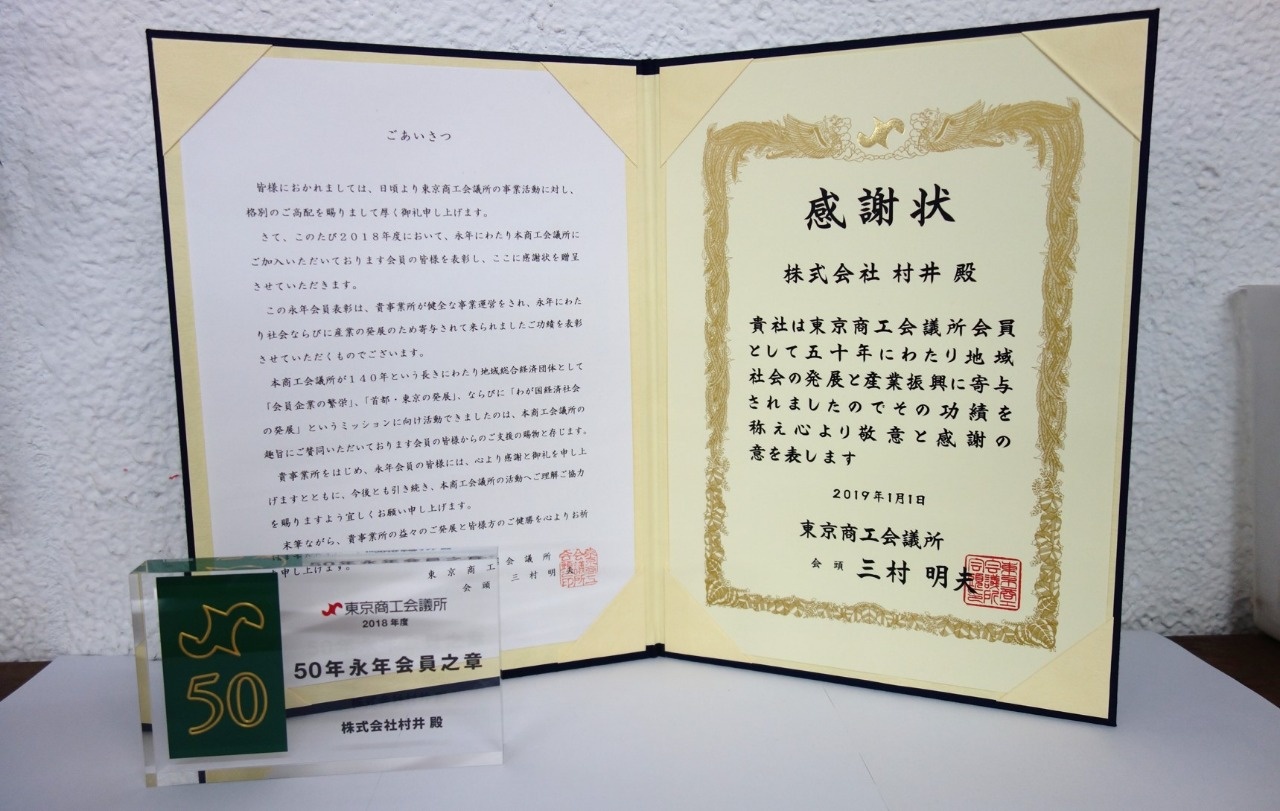 ごあいさつ
皆様におかれましては、日頃より東京商工会議所の事業活動に対し、
格別のご高配を賜りまして厚く御礼申し上げます。
さて、このたび２０１８年度において、永年にわたり本商工会議所に
ご加入いただいております会員の皆様を表彰し、ここに感謝状を贈呈
させていただきます。
この永年会員表彰は、貴事業所が健全な事業運営をされ、永年にわた
り社会ならびに産業の発展のため寄与されて来られましたご功績を表彰
させていただくものでございます。
本商工会議所が１４０年という長きにわたり地域総合経済団体として
「会員企業の繁栄」、「首都・東京の発展」、ならびに「わが国経済社会
の発展」というミッションに向け活動できましたのは、本商工会議所の
趣旨にご賛同いただいております会員の皆様からのご支援の賜物と存じます。
貴事業所をはじめ、永年会員の皆様には、心より感謝と御礼を申し上
げますとともに、今後とも引き続き、本商工会議所の活動へご理解ご協力
を賜りますよう宜しくお願い申し上げます。
末筆ながら、貴事業所の益々のご発展と皆様方のご健勝を心よりお祈
申し上げます。
東京商工会議所
会頭 三村明夫
感謝状
株式会社 村井 殿
貴社は東京商工会議所会員
として五十年にわたり地域
社会の発展と産業振興に寄与
されましたのでその功績を
称え心より敬意と感謝の
意を表します
2019年1月1日
東京商工会議所
会頭 三村 明夫
東京商工会議所
2018年度
50年永年会員之章
株式会社村井 殿
50